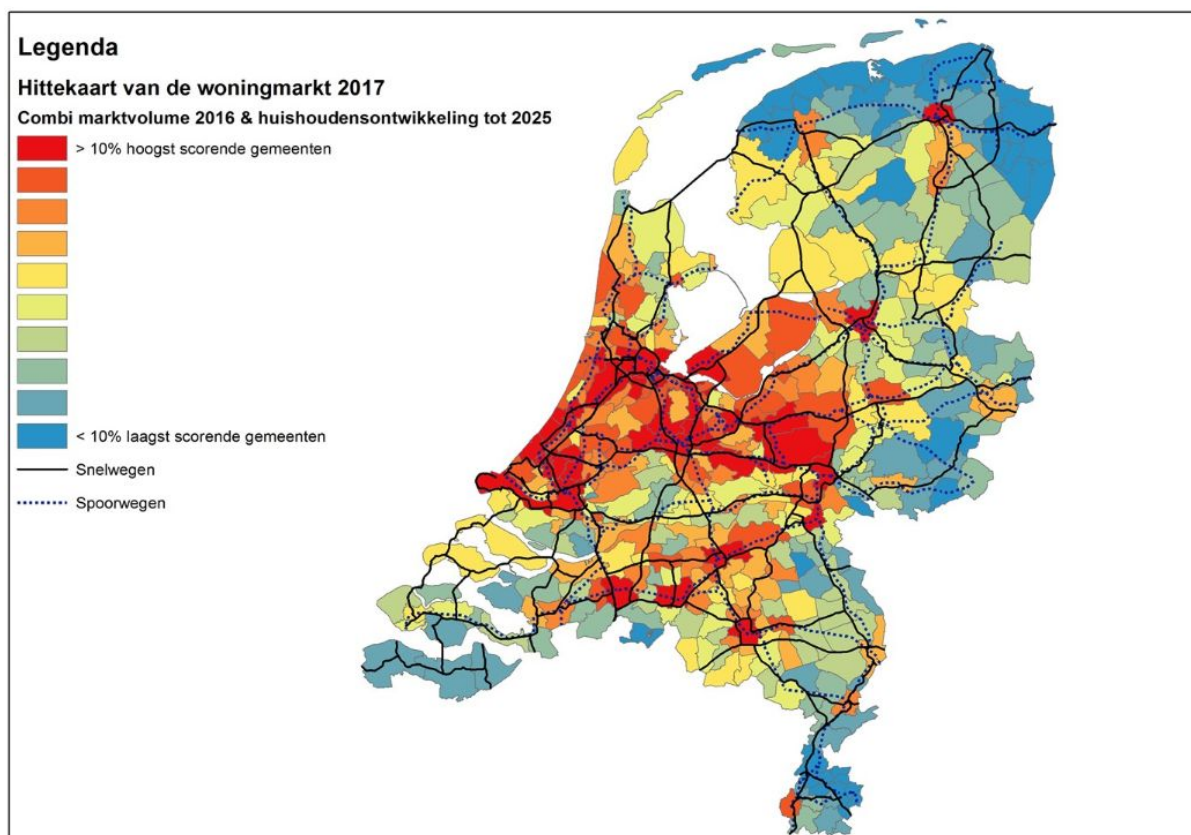 Legenda
Hittekaart van de woningmarkt 2017
Combi marktvolume 2016 & huishoudensontwikkeling tot 2025
> 10% hoogst scorende gemeenten
< 10% laagst scorende gemeenten
Snelwegen
Spoorwegen